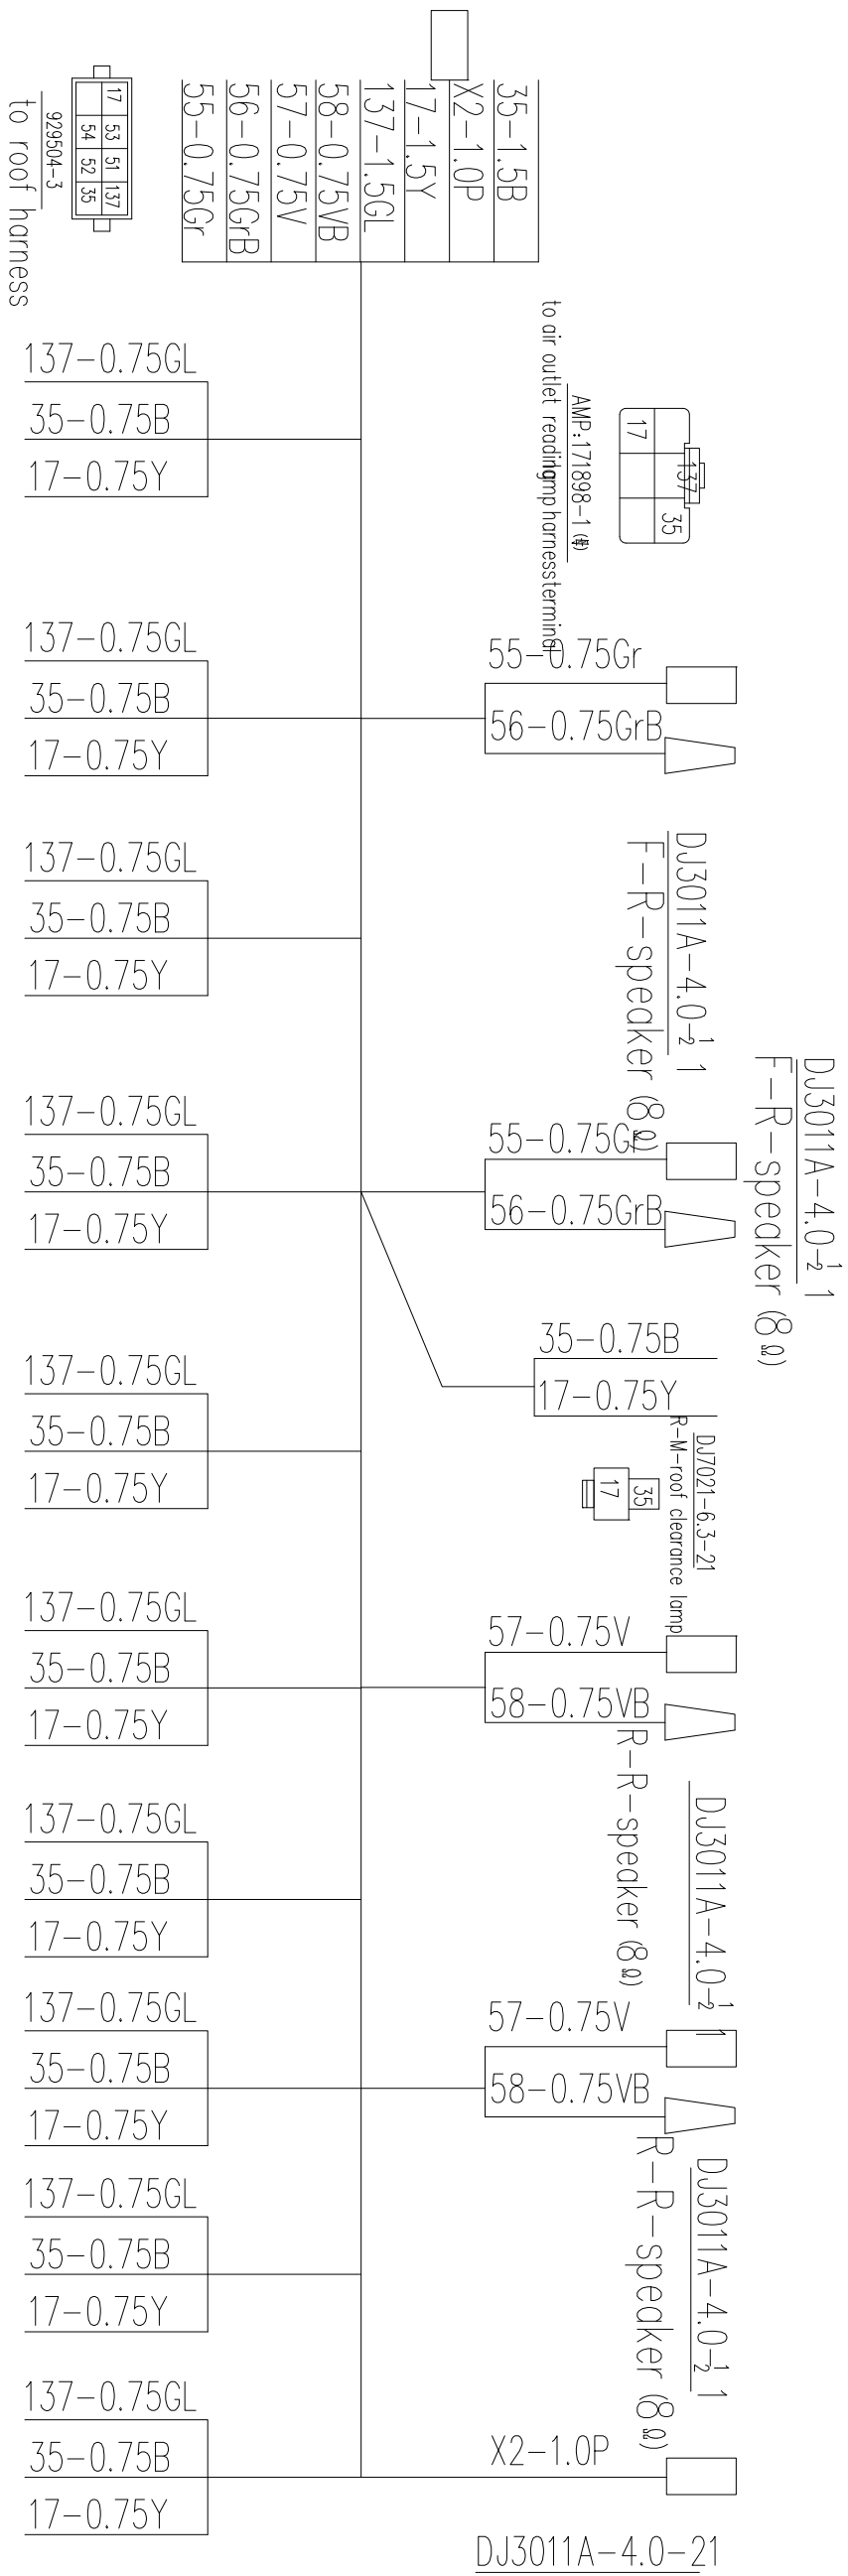 35-1.5B
X2-1.0P
17-1.5Y
137-1.5GL
58-0.75VB
57-0.75V
56-0.75GrB
55-0.75Gr
17 53 51 137
54 52 35
929504-3
to roof harness
137
35
17
AMP:171898-1
to air outlet reading harness terminal
137-0.75GL
35-0.75B
17-0.75Y
137-0.75GL
35-0.75B
17-0.75Y
55-0.75Gr
56-0.75GrB
DJ3011A-4.0-½ 1
F-R-speaker (8Ω)
137-0.75GL
35-0.75B
17-0.75Y
DJ3011A-4.0-½ 1
F-R-speaker (8Ω)
137-0.75GL
35-0.75B
17-0.75Y
55-0.75Gr
56-0.75GrB
35-0.75B
17-0.75Y
137-0.75GL
35-0.75B
17-0.75Y
DJ7021-6.3-21
R-M-roof clearance lamp
35
17
137-0.75GL
35-0.75B
17-0.75Y
57-0.75V
58-0.75VB
DJ3011A-4.0-½ 1
R-R-speaker (8Ω)
137-0.75GL
35-0.75B
17-0.75Y
137-0.75GL
35-0.75B
17-0.75Y
57-0.75V
58-0.75VB
DJ3011A-4.0-½ 1
R-R-speaker (8Ω)
137-0.75GL
35-0.75B
17-0.75Y
137-0.75GL
35-0.75B
17-0.75Y
X2-1.0P
DJ3011A-4.0-21